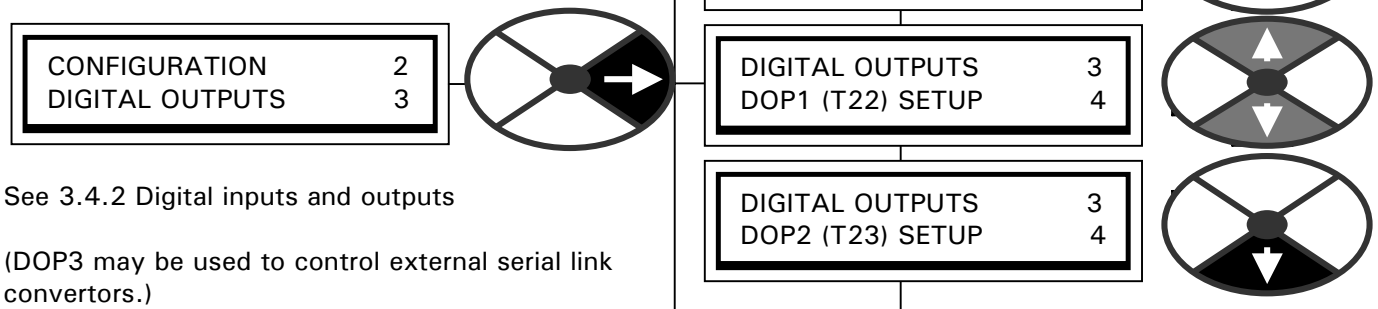 CONFIGURATION 2
DIGITAL OUTPUTS 3
DIGITAL OUTPUTS 3
DOP1 (T22) SETUP 4
DIGITAL OUTPUTS 3
DOP2 (T23) SETUP 4
See 3.4.2 Digital inputs and outputs
(DOP3 may be used to control external serial link
convertors.)